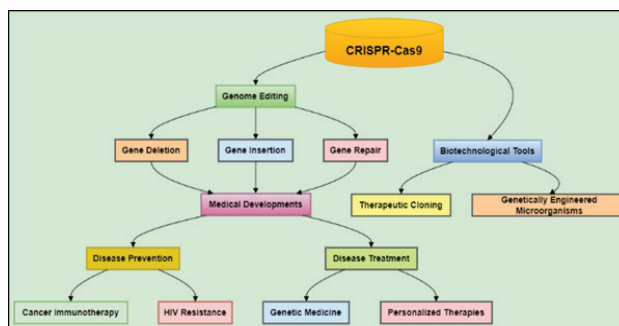 CRISPR-Cas9
Genome Editing
Gene Deletion
Gene Insertion
Gene Repair
Biotechnological Tools
Medical Developments
Therapeutic Cloning
Genetically Engineered
Microorganisms
Disease Prevention
Disease Treatment
Cancer Immunotherapy
HIV Resistance
Genetic Medicine
Personalized Therapies